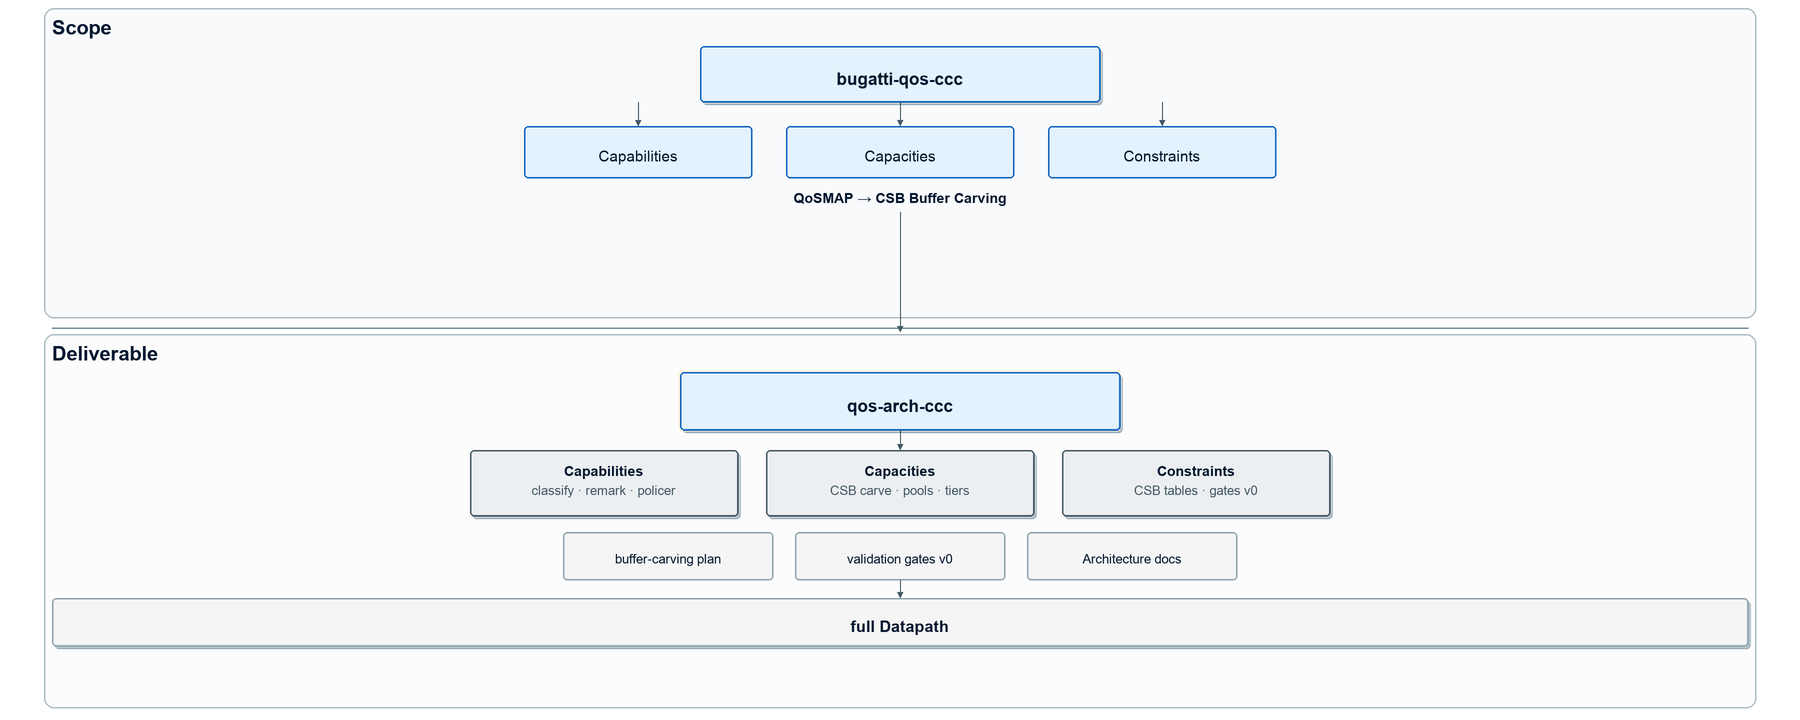 Scope
bugatti-qos-ccc
Capabilities
Capacities
Constraints
QoSMAP → CSB Buffer Carving
Deliverable
qos-arch-ccc
Capabilities
classify · remark · policer
Capacities
CSB carve · pools · tiers
Constraints
CSB tables · gates v0
buffer-carving plan
validation gates v0
Architecture docs
full Datapath